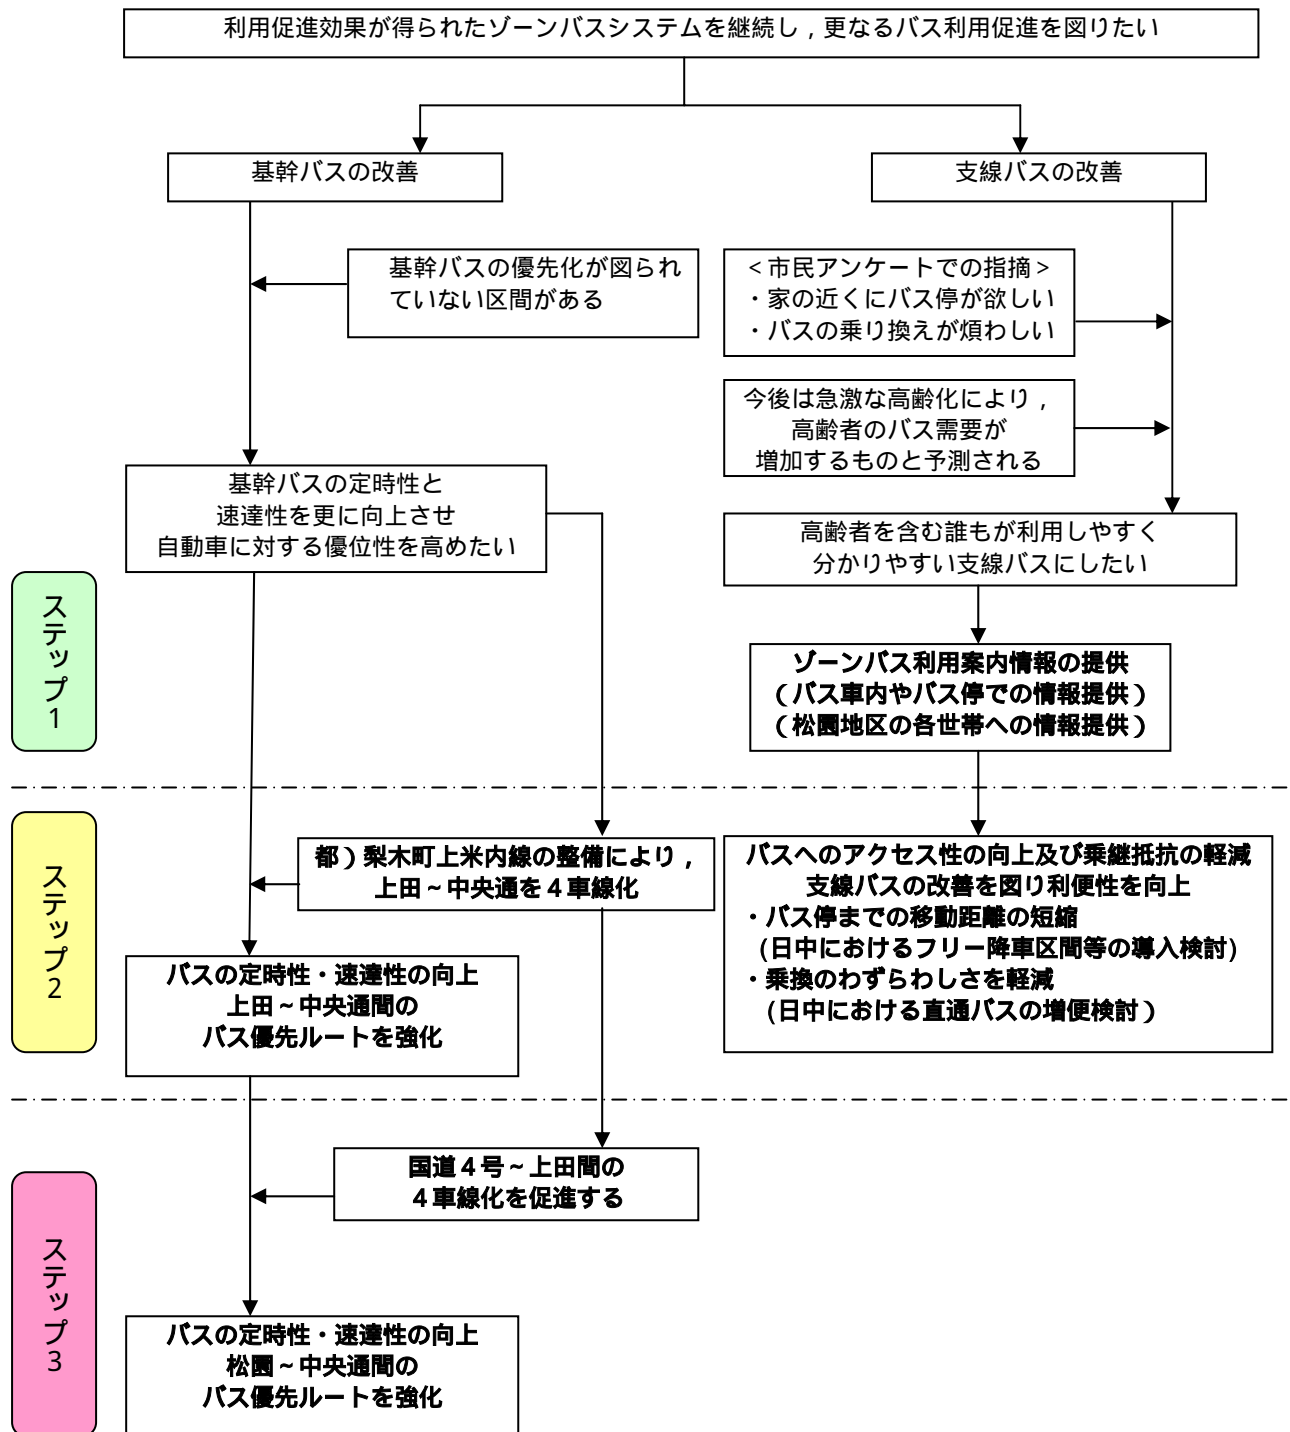 利用促進効果が得られたゾーンバスシステムを継続し，更なるバス利用促進を図りたい
基幹バスの改善
支線バスの改善
基幹バスの優先化が図られ
ていない区間がある
＜市民アンケートでの指摘＞
・家の近くにバス停が欲しい
・バスの乗り換えが煩わしい
今後は急激な高齢化により，
高齢者のバス需要が
増加するものと予測される
基幹バスの定時性と
速達性を更に向上させ
自動車に対する優位性を高めたい
高齢者を含む誰もが利用しやすく
分かりやすい支線バスにしたい
ステップ1
ゾーンバス利用案内情報の提供
（バス車内やバス停での情報提供）
（松園地区の各世帯への情報提供）
ステップ2
都）梨木町上米内線の整備により，
上田～中央通を４車線化
バスへのアクセス性の向上及び乗継抵抗の軽減
支線バスの改善を図り利便性を向上
・バス停までの移動距離の短縮
(日中におけるフリー降車区間等の導入検討)
・乗換のわずらわしさを軽減
(日中における直通バスの増便検討）
バスの定時性・速達性の向上
上田～中央通間の
バス優先ルートを強化
ステップ3
国道４号～上田間の
４車線化を促進する
バスの定時性・速達性の向上
松園～中央通間の
バス優先ルートを強化